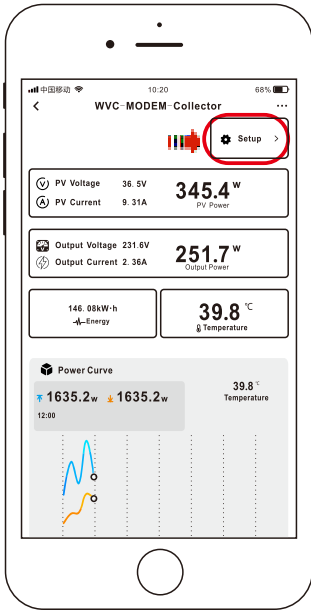 中国移动 10:20 68%
WVC-MODEM-Collector
Setup
PV Voltage 36.5V
345.4 W
PV Current 9.31A
PV Power
Output Voltage 231.6V
251.7 W
Output Current 2.36A
Output Power
146.08kW·h
Energy
39.8 ℃
Temperature
Power Curve
1635.2w 1635.2w
12:00
39.8 ℃
Temperature